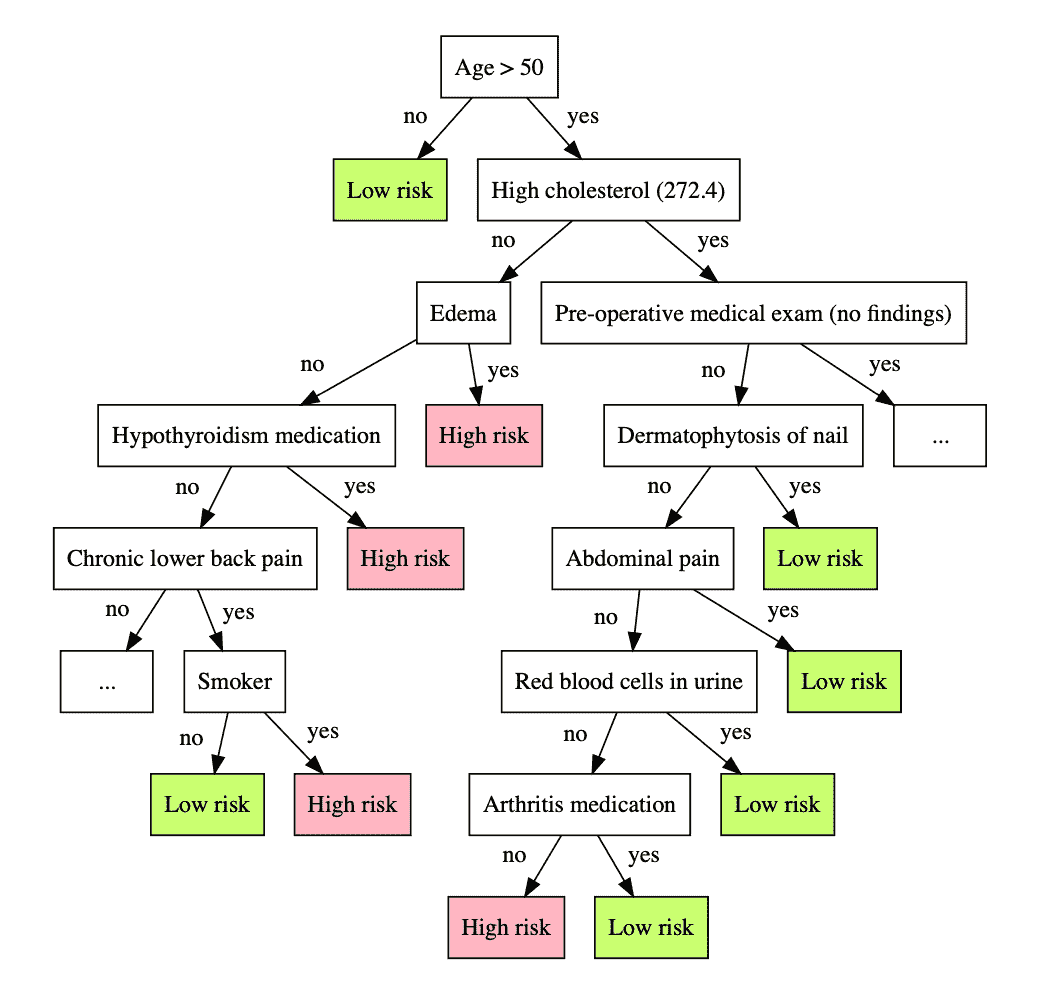 Age > 50
no
yes
Low risk
High cholesterol (272.4)
no
yes
Edema
Pre-operative medical exam (no findings)
no
yes
no
yes
Hypothyroidism medication
High risk
Dermatophytosis of nail
...
no
yes
no
yes
Chronic lower back pain
High risk
Abdominal pain
Low risk
no
yes
no
yes
...
Smoker
Red blood cells in urine
Low risk
no
yes
no
yes
Low risk
High risk
Arthritis medication
Low risk
no
yes
High risk
Low risk